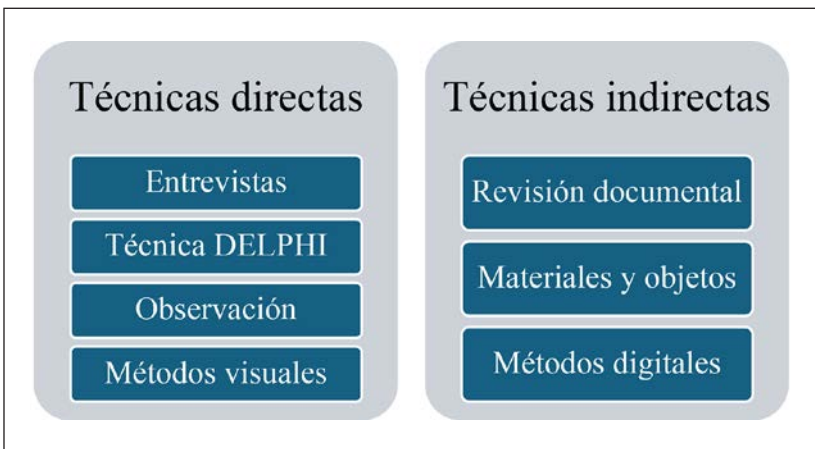 Técnicas directas
Entrevistas
Técnica DELPHI
Observación
Métodos visuales
Técnicas indirectas
Revisión documental
Materiales y objetos
Métodos digitales